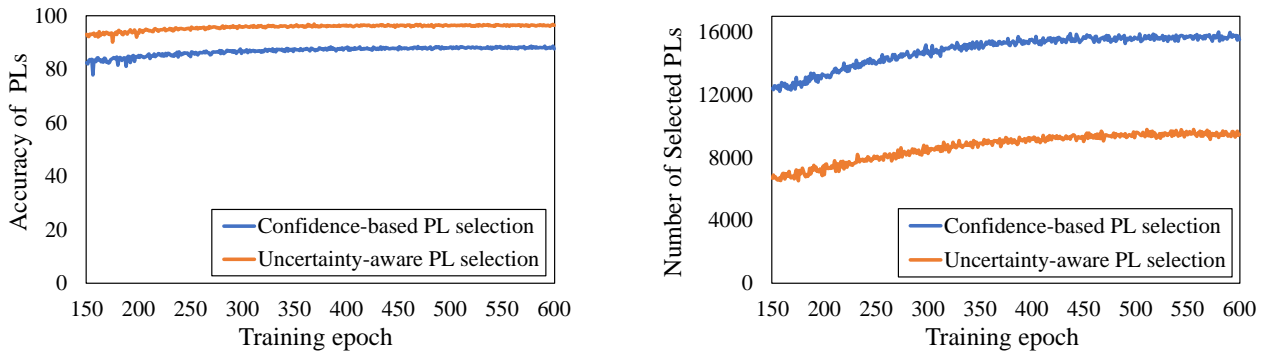 Accuracy of PLs
100
80
60
40
20
0
Confidence-based PL selection
Uncertainty-aware PL selection
150 200 250 300 350 400 450 500 550 600
Training epoch
Number of Selected PLs
16000
12000
8000
4000
0
Confidence-based PL selection
Uncertainty-aware PL selection
150 200 250 300 350 400 450 500 550 600
Training epoch